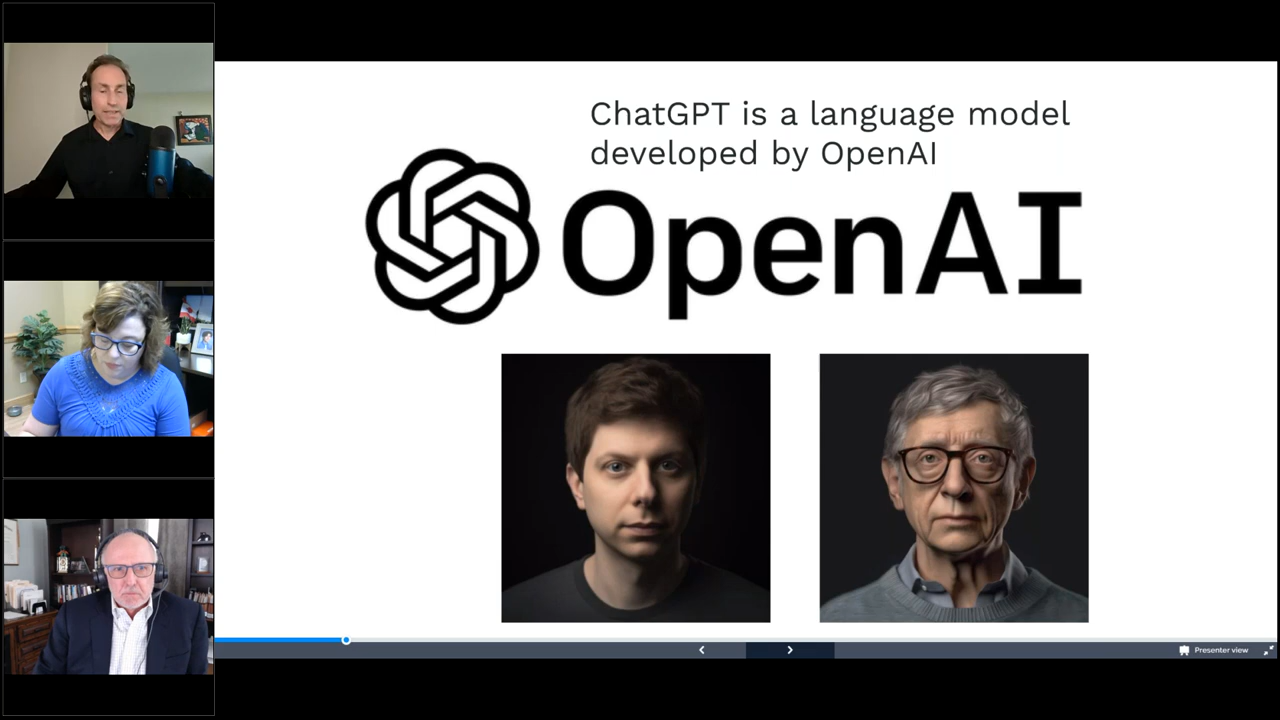 ChatGPT is a language model
developed by OpenAI
OpenAI
Presenter view